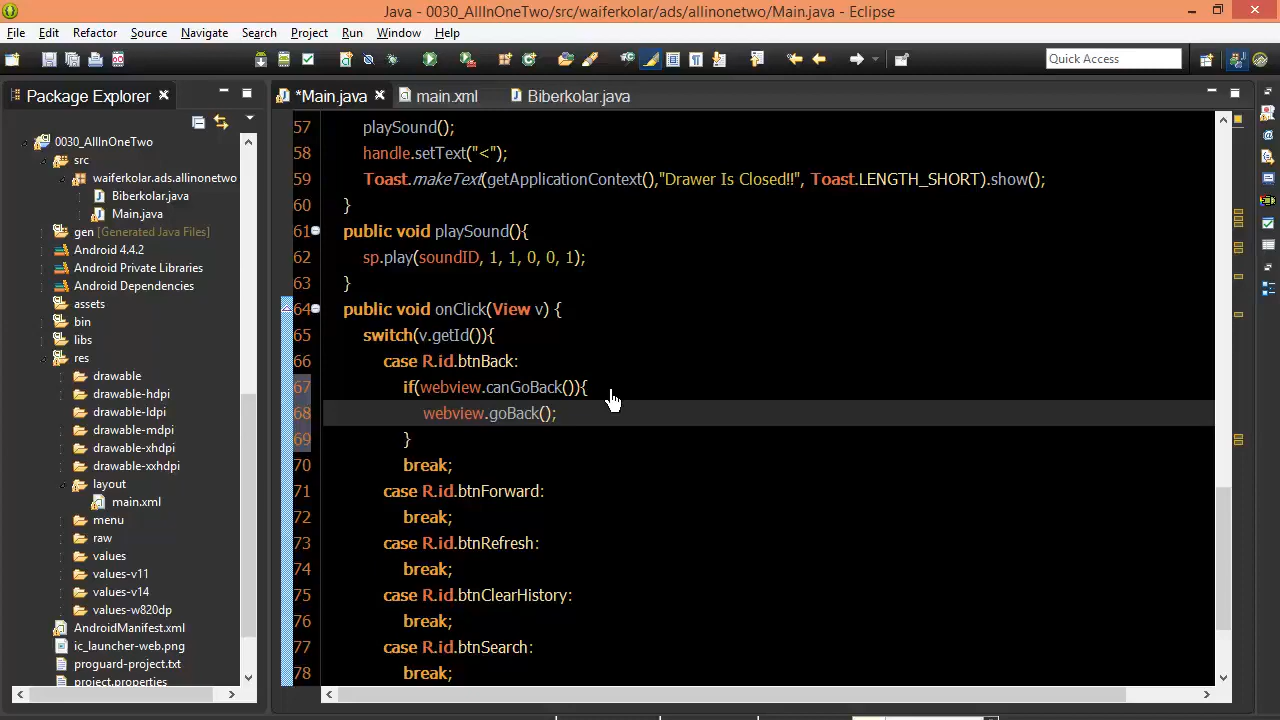 Java - 0030_AllInOneTwo/src/waiferkolar/ads/allinonetwo/Main.java - Eclipse
File Edit Refactor Source Navigate Search Project Run Window Help
Quick Access
Package Explorer
*Main.java main.xml Biberkolar.java
0030_AllInOneTwo
src
waiferkolar.ads.allinonetwo
Biberkolar.java
Main.java
gen [Generated Java Files]
Android 4.4.2
Android Private Libraries
Android Dependencies
assets
bin
libs
res
drawable
drawable-hdpi
drawable-ldpi
drawable-mdpi
drawable-xhdpi
drawable-xxhdpi
layout
main.xml
menu
raw
values
values-v11
values-v14
values-w820dp
AndroidManifest.xml
ic_launcher-web.png
proguard-project.txt
project.properties
57 playSound();
58 handle.setText("<");
59 Toast.makeText(getApplicationContext(),"Drawer Is Closed!!", Toast.LENGTH_SHORT).show();
60 }
61 public void playSound(){
62 sp.play(soundID, 1, 1, 0, 0, 1);
63 }
64 public void onClick(View v) {
65 switch(v.getId()){
66 case R.id.btnBack:
67 if(webview.canGoBack()){
68 webview.goBack();
69 }
70 break;
71 case R.id.btnForward:
72 break;
73 case R.id.btnRefresh:
74 break;
75 case R.id.btnClearHistory:
76 break;
77 case R.id.btnSearch:
78 break;